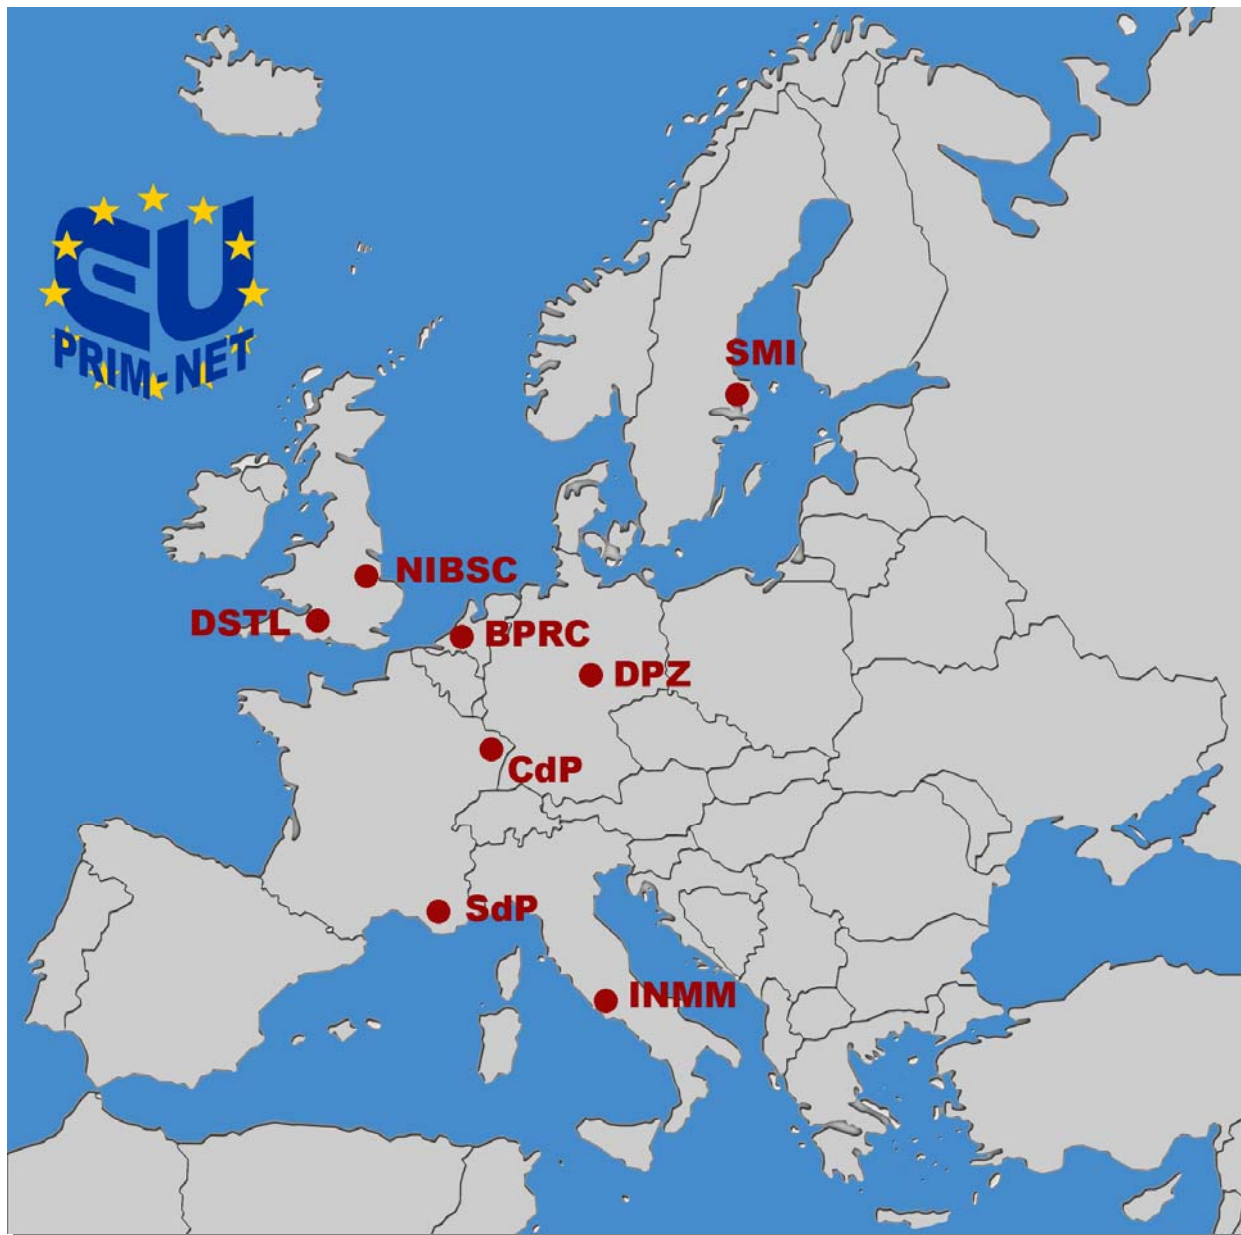 EU
PRIM-NET
SMI
NIBSC
DSTL
BPRC
DPZ
CdP
SdP
INMM